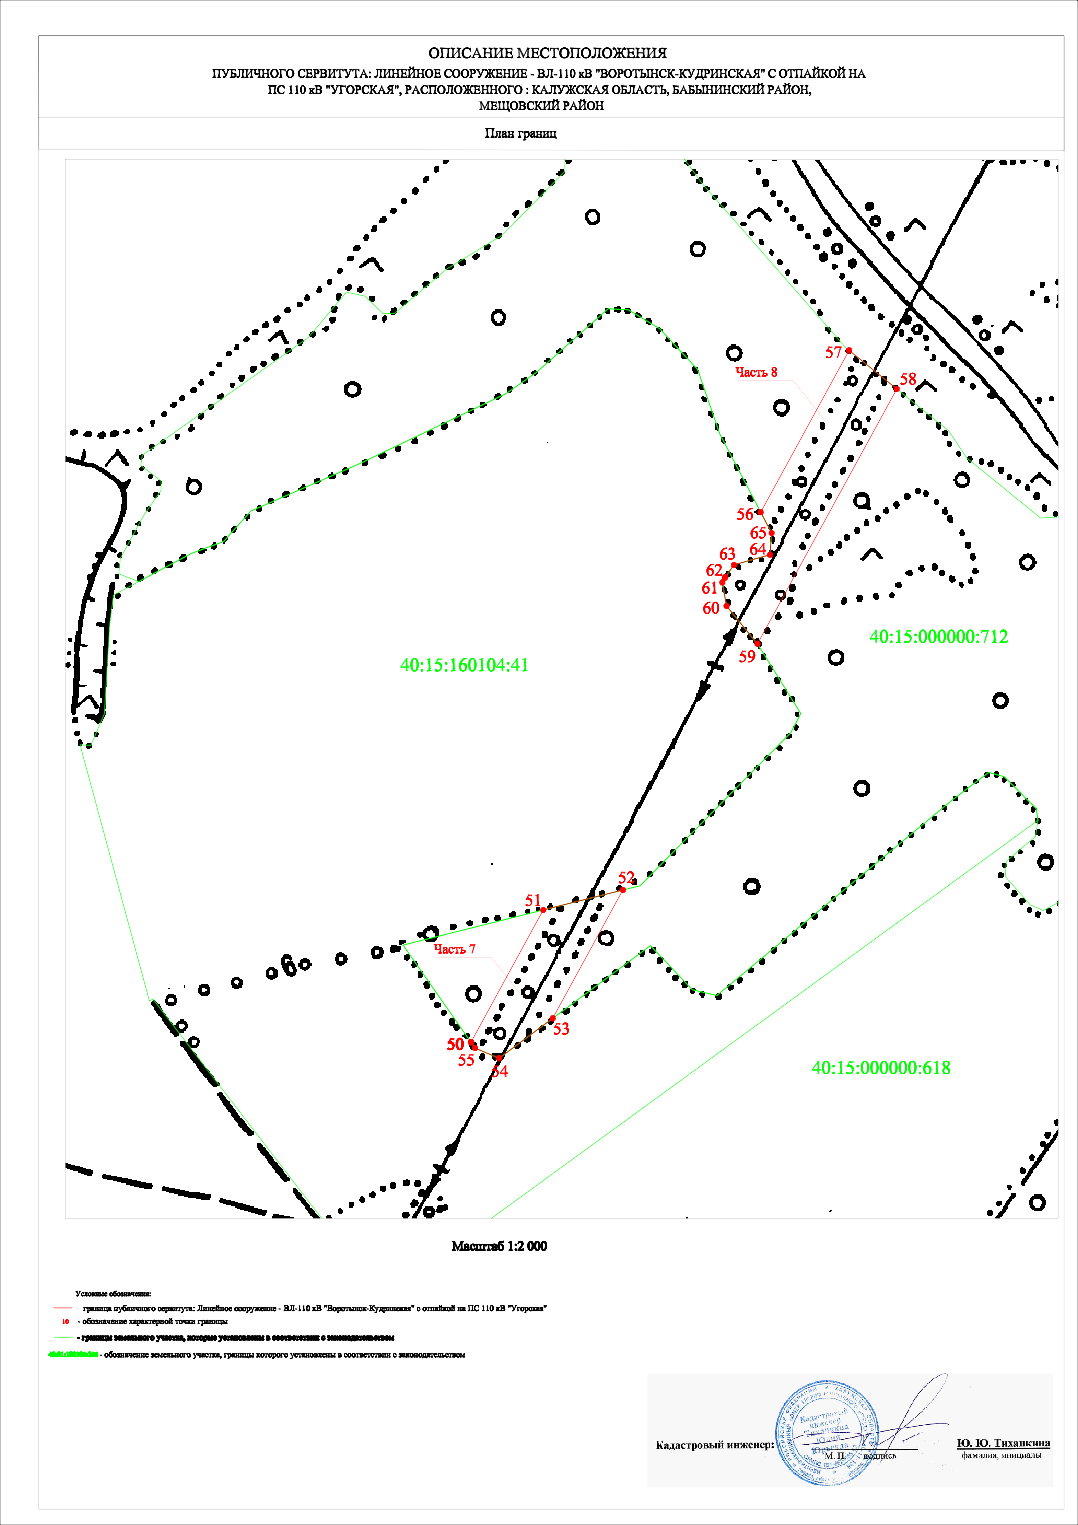 ОПИСАНИЕ МЕСТОПОЛОЖЕНИЯ
ПУБЛИЧНОГО СЕРВИТУТА: ЛИНЕЙНОЕ СООРУЖЕНИЕ - ВЛ-110 кВ "ВОРОТЫНСК-КУДРИНСКАЯ" С ОТПАЙКОЙ НА
ПС 110 кВ "УГОРСКАЯ", РАСПОЛОЖЕННОГО : КАЛУЖСКАЯ ОБЛАСТЬ, БАБЫНИНСКИЙ РАЙОН,
МЕЩОВСКИЙ РАЙОН
План границ
57
Часть 8
58
56
65
64
63
62
61
60
59
40:15:000000:712
40:15:160104:41
52
51
Часть 7
53
50
55
54
40:15:000000:618
Масштаб 1:2 000
Условные обозначения:
граница публичного сервитута: Линейное сооружение - ВЛ-110 кВ "Воротынск-Кудринская" с отпайкой на ПС 110 кВ "Угорская"
10 - обозначение характерной точки границы
- границы земельного участка, которые установлены в соответствии с законодательством
- обозначение земельного участка, границы которого установлены в соответствии с законодательством
Кадастровый инженер:
Кадастровый
инженер
М. П. подпись
Ю. Ю. Тихашкина
фамилия, инициалы